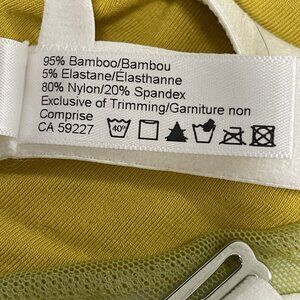 95% Bamboo/Bambou
5% Elastane/Elasthanne
80% Nylon/20% Spandex
Exclusive of Trimming/Garniture non
Comprise
CA 59227 40°